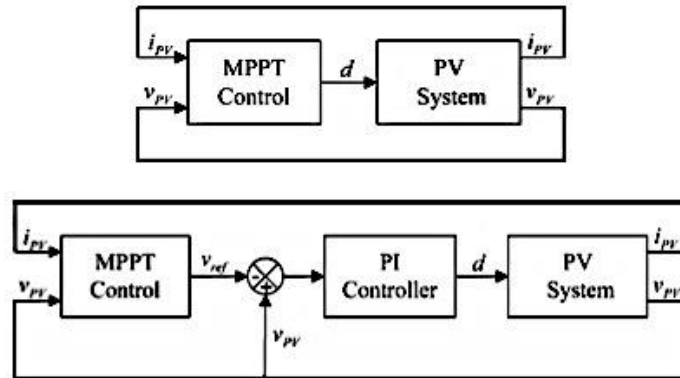 i_PV
MPPT
Control
v_PV
d
PV
System
i_PV
v_PV
i_PV
MPPT
Control
v_PV
v_ref
-
+
v_PV
PI
Controller
d
PV
System
i_PV
v_PV